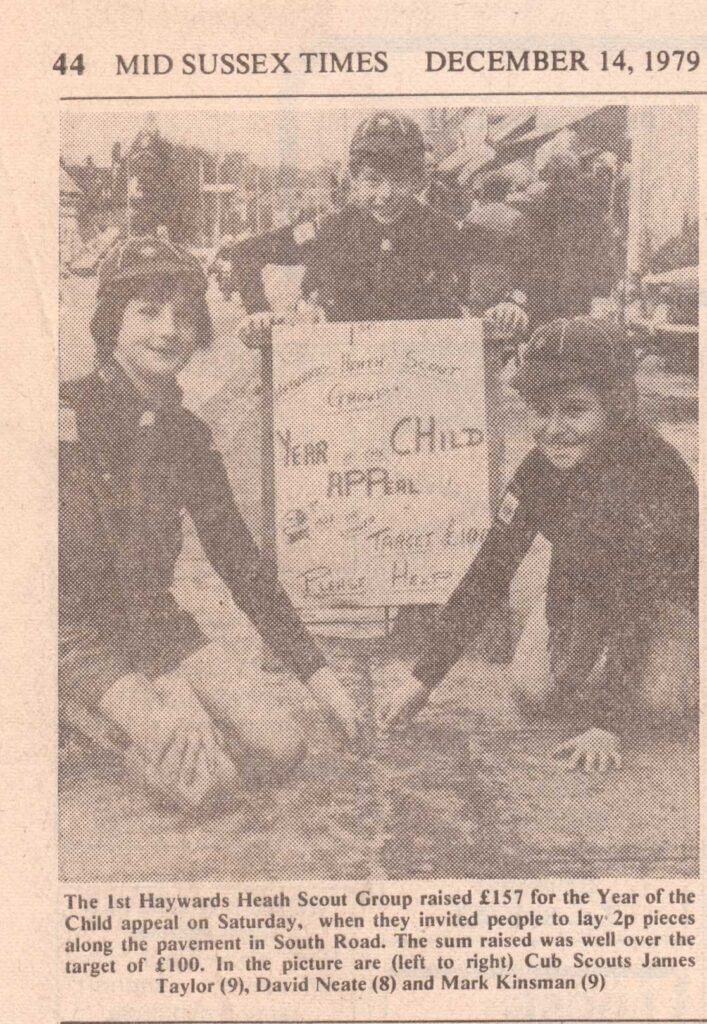 44 MID SUSSEX TIMES DECEMBER 14, 1979
HEATH SCOUT
GROUP
YEAR OF THE CHILD
APPEAL
TARGET £100
PLEASE HELP
The 1st Haywards Heath Scout Group raised £157 for the Year of the
Child appeal on Saturday, when they invited people to lay 2p pieces
along the pavement in South Road. The sum raised was well over the
target of £100. In the picture are (left to right) Cub Scouts James
Taylor (9), David Neate (8) and Mark Kinsman (9)